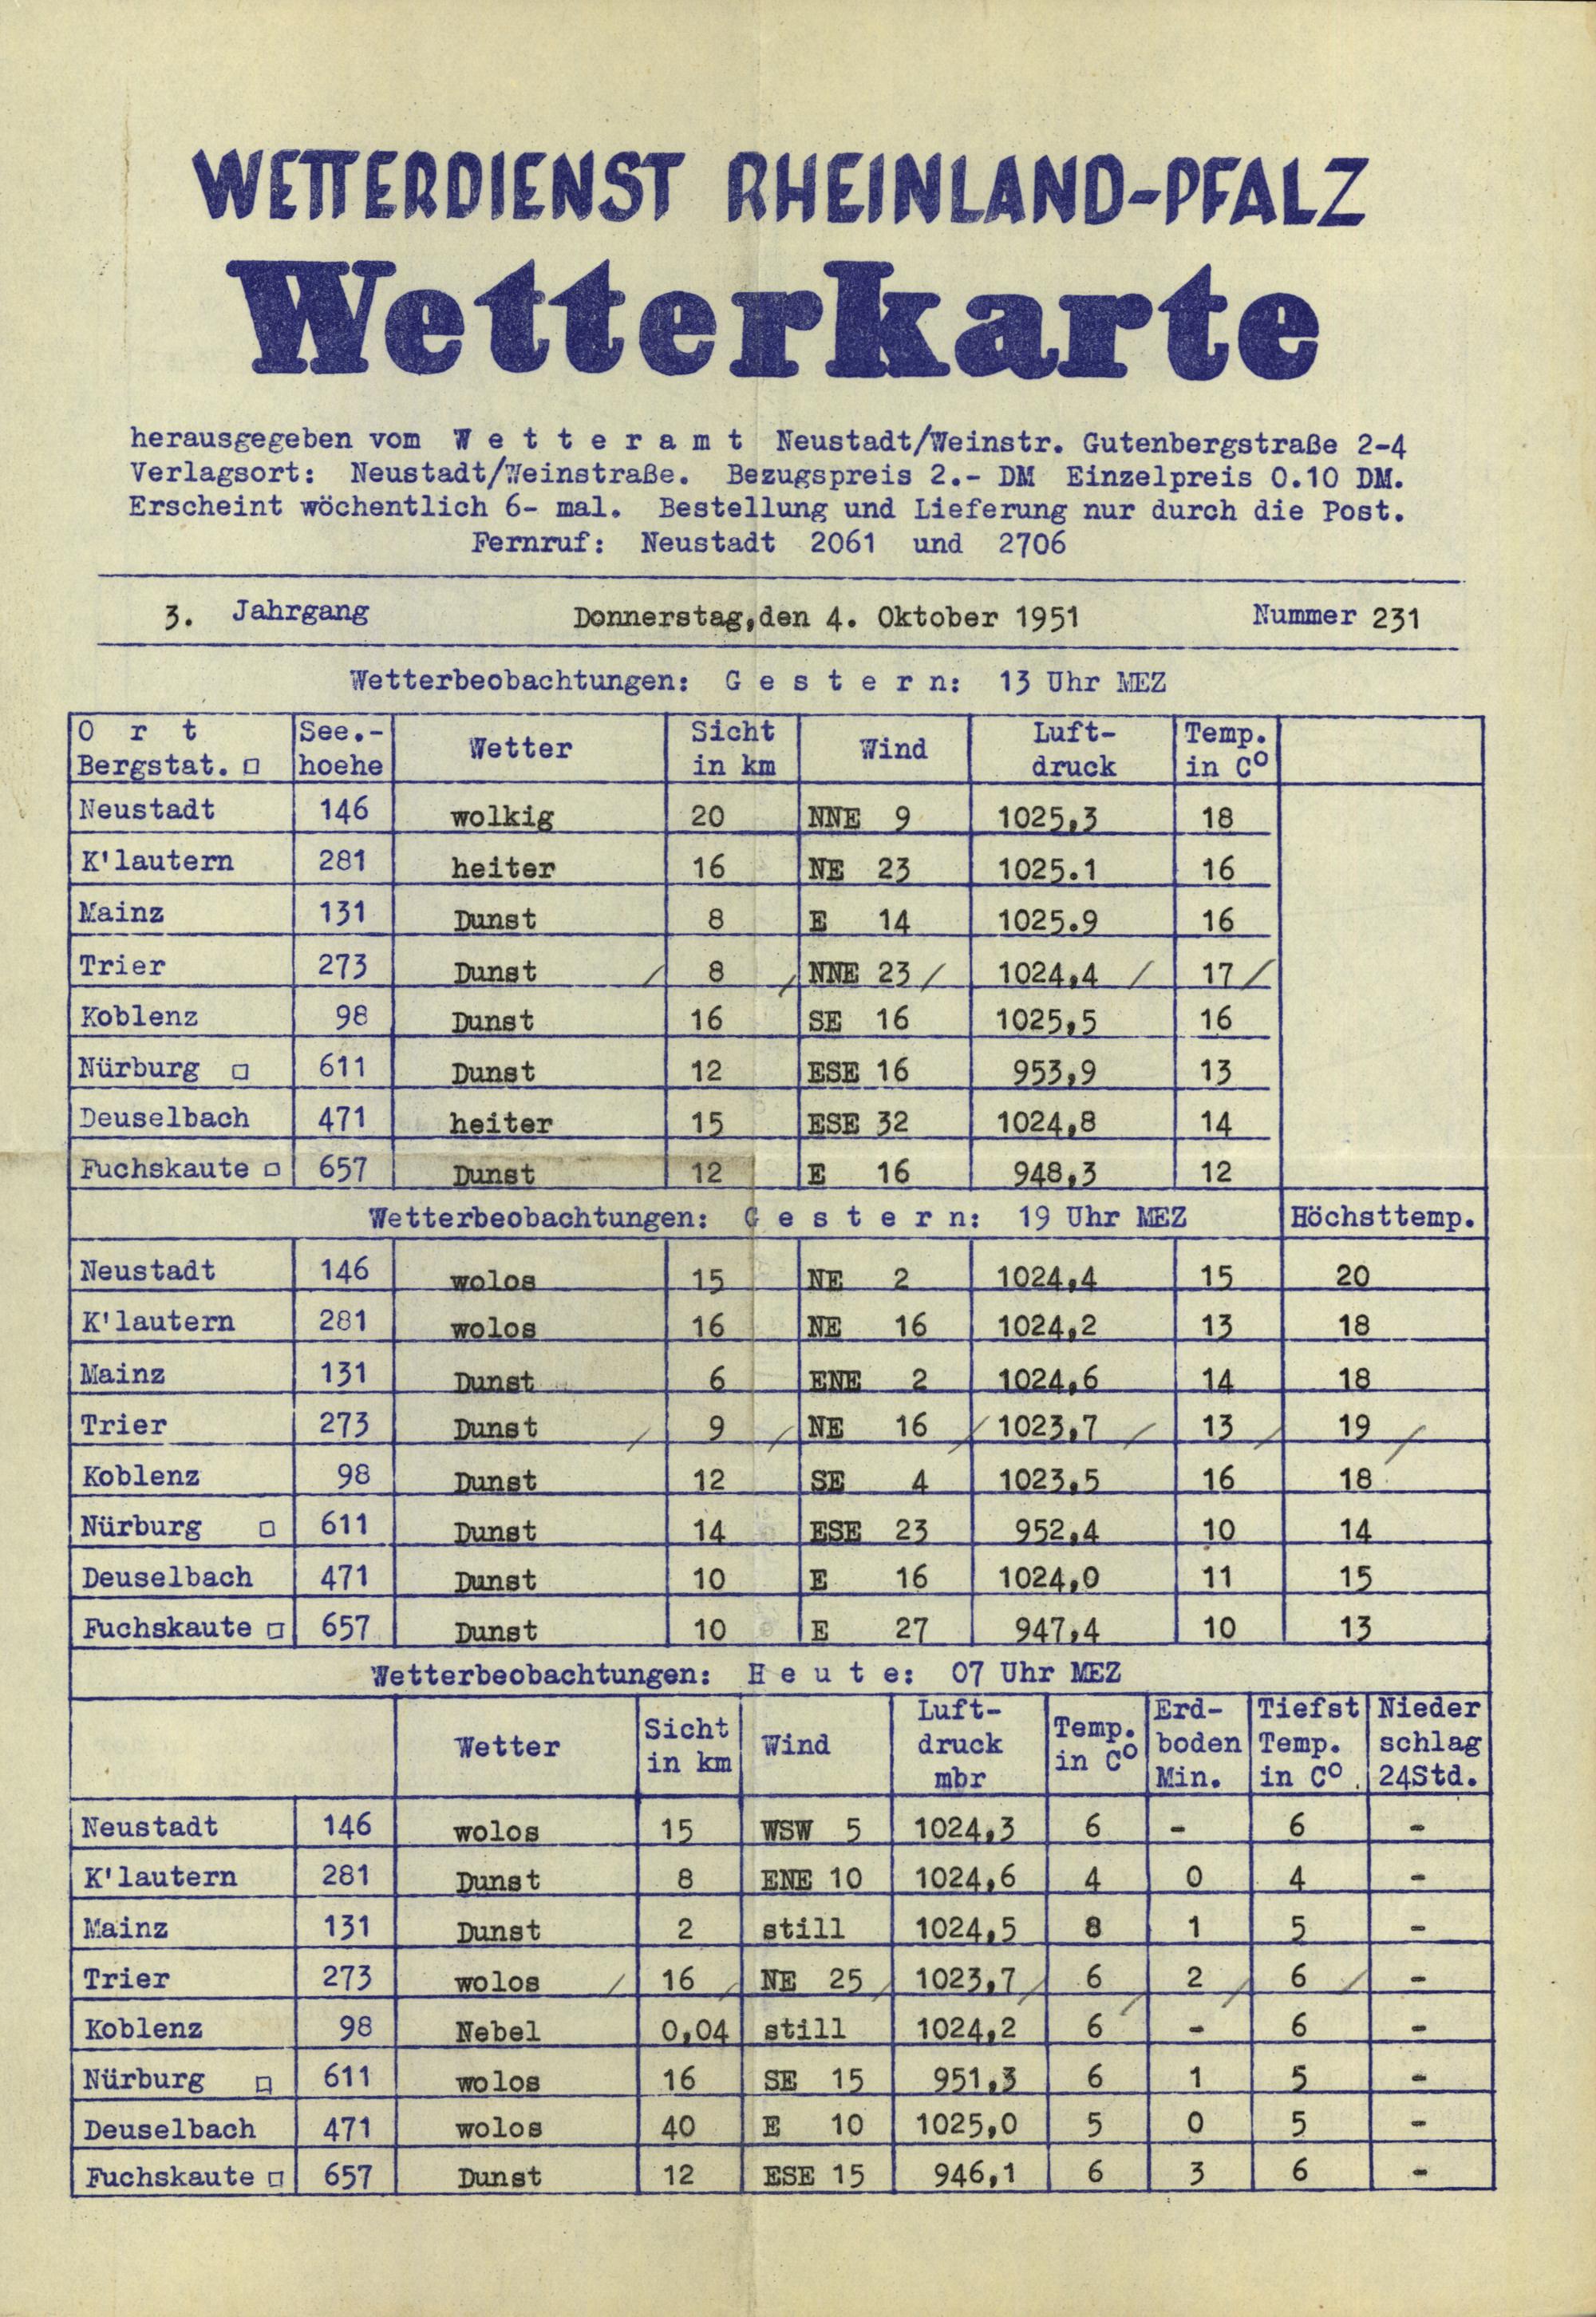 WETTERDIENST RHEINLAND-PFALZ
Wetterkarte
herausgegeben vom W e t t e r a m t Neustadt/Weinstr. Gutenbergstraße 2-4
Verlagsort: Neustadt/Weinstraße. Bezugspreis 2.- DM Einzelpreis 0.10 DM.
Erscheint wöchentlich 6- mal. Bestellung und Lieferung nur durch die Post.
Fernruf: Neustadt 2061 und 2706
3. Jahrgang Donnerstag,den 4. Oktober 1951 Nummer 231
Wetterbeobachtungen: G e s t e r n: 13 Uhr MEZ
O r t See.- Wetter Sicht Wind Luft- Temp.
Bergstat. □ hoehe in km druck in C°
Neustadt 146 wolkig 20 NNE 9 1025,3 18
K'lautern 281 heiter 16 NE 23 1025.1 16
Mainz 131 Dunst 8 E 14 1025.9 16
Trier 273 Dunst / 8 / NNE 23 / 1024,4 / 17 /
Koblenz 98 Dunst 16 SE 16 1025,5 16
Nürburg □ 611 Dunst 12 ESE 16 953,9 13
Deuselbach 471 heiter 15 ESE 32 1024,8 14
Fuchskaute □ 657 Dunst 12 E 16 948,3 12
Wetterbeobachtungen: G e s t e r n: 19 Uhr MEZ Höchsttemp.
Neustadt 146 wolos 15 NE 2 1024,4 15 20
K'lautern 281 wolos 16 NE 16 1024,2 13 18
Mainz 131 Dunst 6 ENE 2 1024,6 14 18
Trier 273 Dunst / 9 / NE 16 / 1023,7 / 13 / 19 /
Koblenz 98 Dunst 12 SE 4 1023,5 16 18
Nürburg □ 611 Dunst 14 ESE 23 952,4 10 14
Deuselbach 471 Dunst 10 E 16 1024,0 11 15
Fuchskaute □ 657 Dunst 10 E 27 947,4 10 13
Wetterbeobachtungen: H e u t e: 07 Uhr MEZ
Wetter Sicht Wind Luft- Temp. Erd- Tiefst Nieder
in km druck in C° boden Temp. schlag
mbr Min. in C° 24Std.
Neustadt 146 wolos 15 WSW 5 1024,3 6 - 6 -
K'lautern 281 Dunst 8 ENE 10 1024,6 4 0 4 -
Mainz 131 Dunst 2 still 1024,5 8 1 5 -
Trier 273 wolos / 16 / NE 25 / 1023,7 / 6 / 2 / 6 / -
Koblenz 98 Nebel 0,04 still 1024,2 6 - 6 -
Nürburg □ 611 wolos 16 SE 15 951,3 6 1 5 -
Deuselbach 471 wolos 40 E 10 1025,0 5 0 5 -
Fuchskaute □ 657 Dunst 12 ESE 15 946,1 6 3 6 -